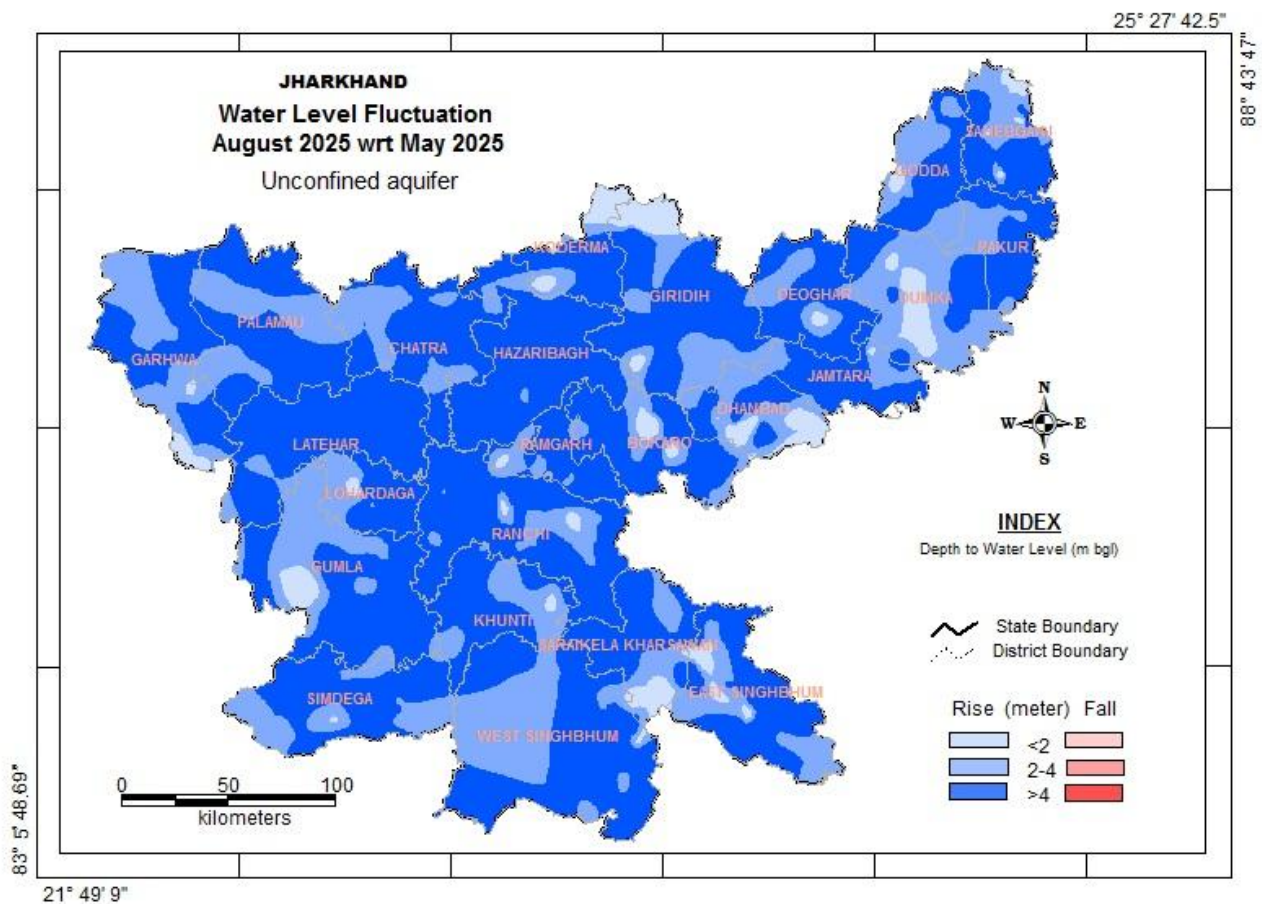 25° 27' 42.5"
88° 43' 47"
JHARKHAND
Water Level Fluctuation
August 2025 wrt May 2025
Unconfined aquifer
SAHEBGANJ
GODDA
KODERMA
PAKUR
GIRIDIH
DEOGHAR
DUMKA
PALAMAU
GARHWA
CHATRA
HAZARIBAGH
JAMTARA
DHANBAD
LATEHAR
RAMGARH
BOKARO
LOHARDAGA
RANCHI
GUMLA
KHUNTI
SARAIKELA KHARSAWAN
SIMDEGA
EAST SINGHBHUM
WEST SINGHBHUM
N
W E
S
INDEX
Depth to Water Level (m bgl)
State Boundary
District Boundary
Rise (meter) Fall
<2
2-4
>4
0 50 100
kilometers
83° 5' 48.69"
21° 49' 9"